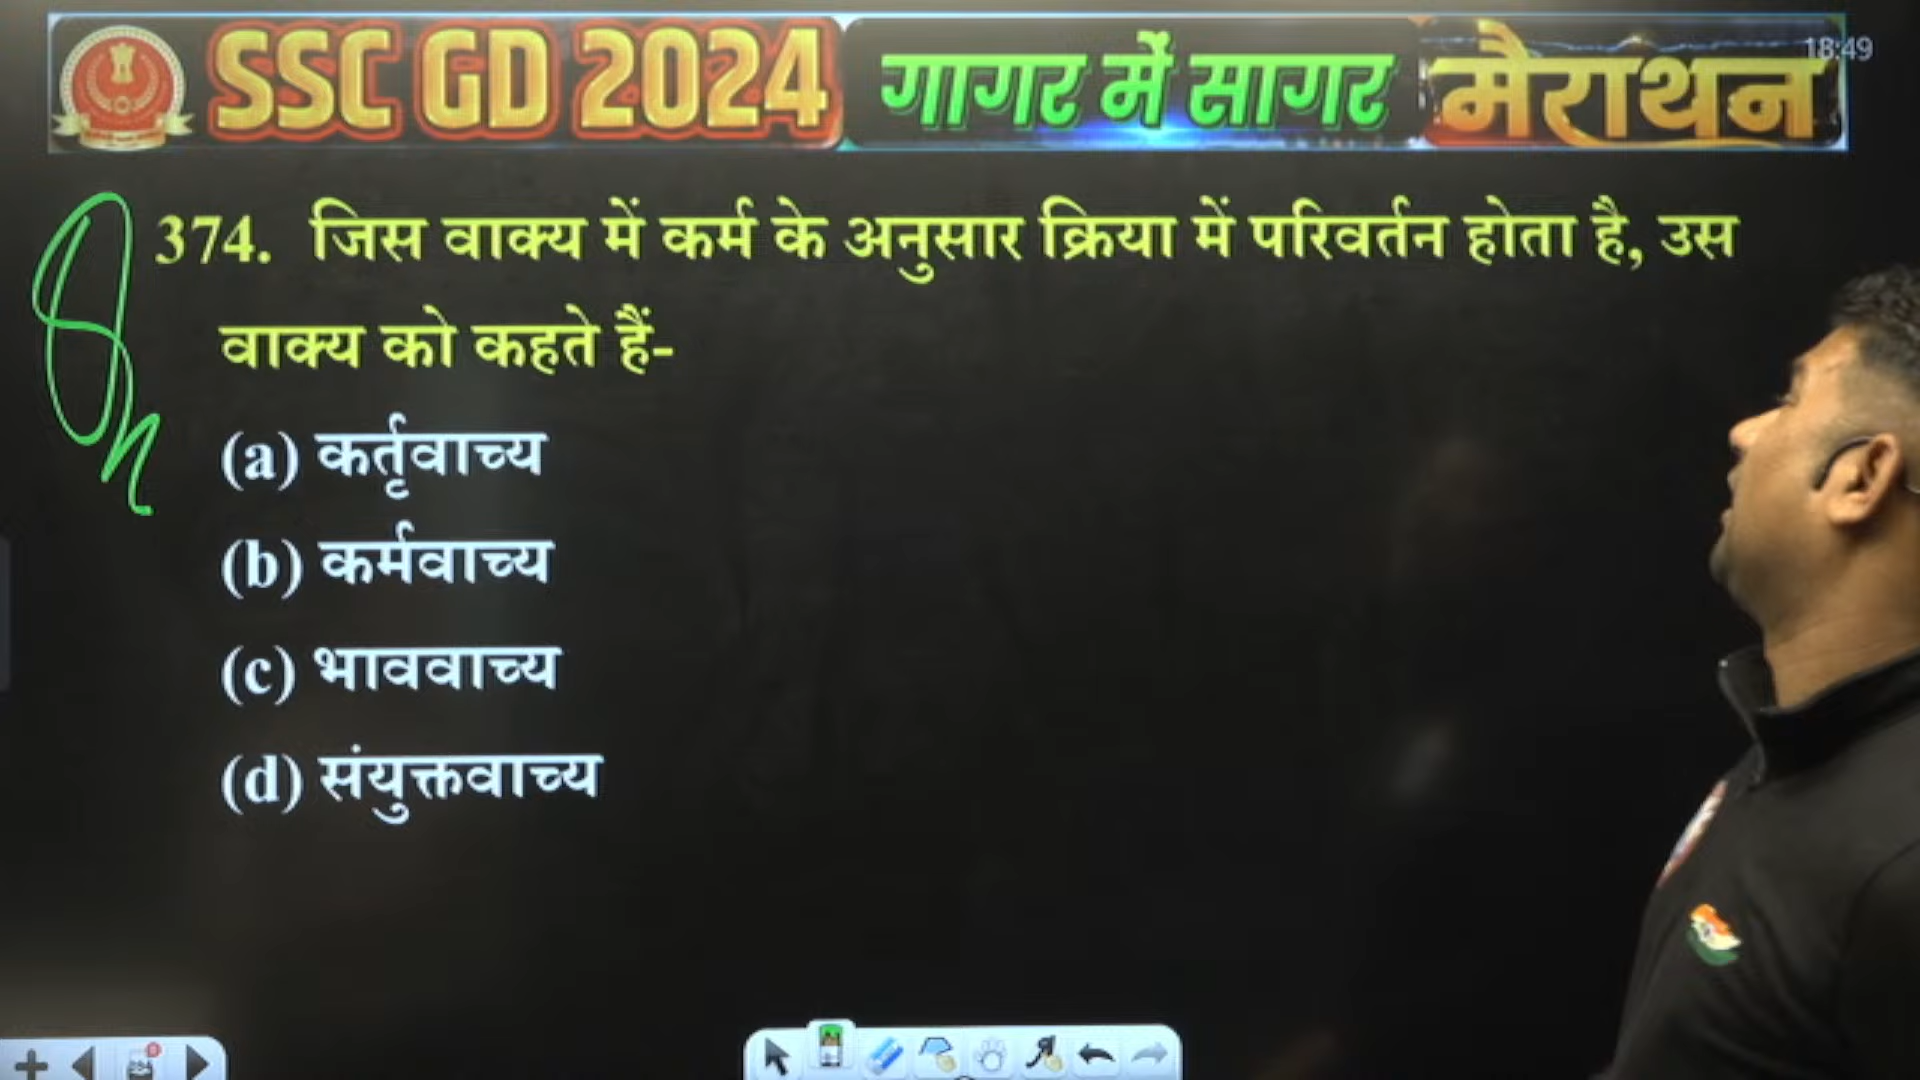 SSC GD 2024 गागर में सागर मैराथन
18:49
374. जिस वाक्य में कर्म के अनुसार क्रिया में परिवर्तन होता है, उस
वाक्य को कहते हैं-
(a) कर्तृवाच्य
(b) कर्मवाच्य
(c) भाववाच्य
(d) संयुक्तवाच्य